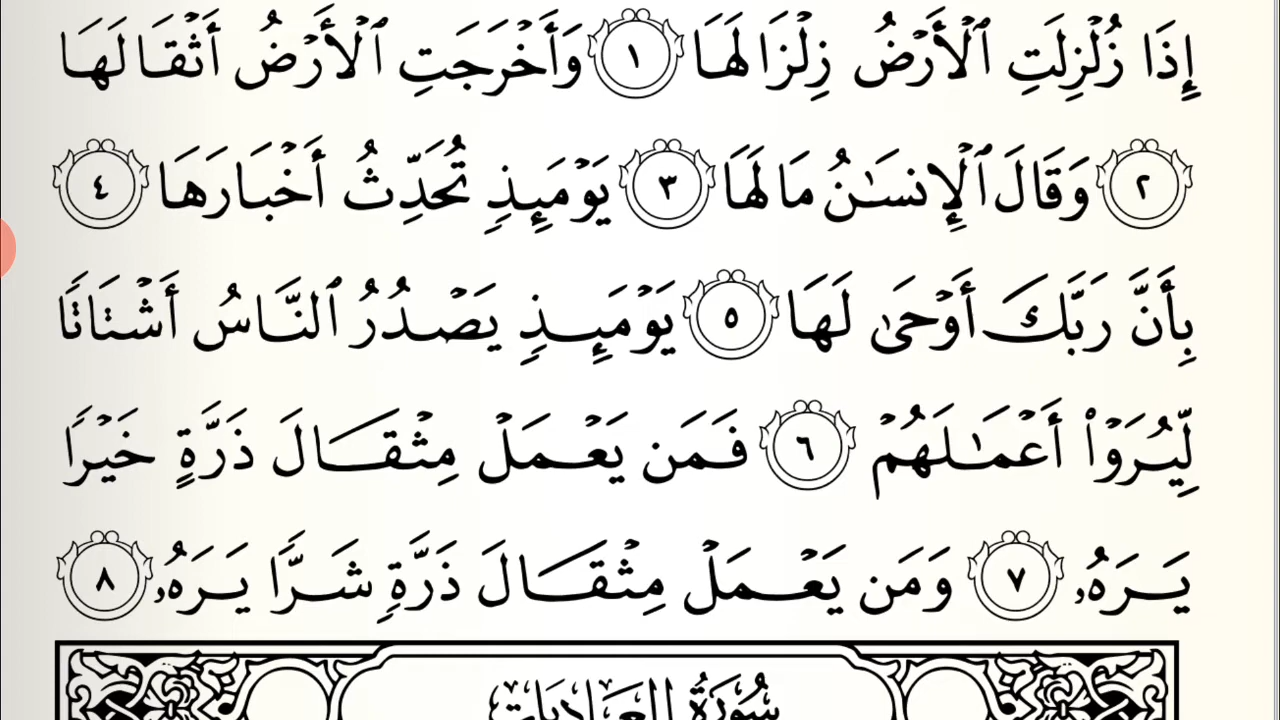 إِذَا زُلْزِلَتِ ٱلْأَرْضُ زِلْزَالَهَا ١ وَأَخْرَجَتِ ٱلْأَرْضُ أَثْقَالَهَا
٢ وَقَالَ ٱلْإِنسَـٰنُ مَا لَهَا ٣ يَوْمَئِذٍ تُحَدِّثُ أَخْبَارَهَا ٤
بِأَنَّ رَبَّكَ أَوْحَىٰ لَهَا ٥ يَوْمَئِذٍ يَصْدُرُ ٱلنَّاسُ أَشْتَاتًا
لِّيُرَوْا۟ أَعْمَـٰلَهُمْ ٦ فَمَن يَعْمَلْ مِثْقَالَ ذَرَّةٍ خَيْرًا
يَرَهُۥ ٧ وَمَن يَعْمَلْ مِثْقَالَ ذَرَّةٍ شَرًّا يَرَهُۥ ٨
سُورَةُ العَادِيَاتِ